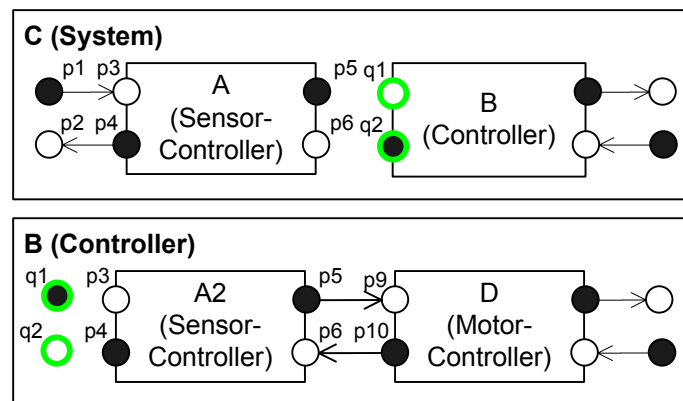 C (System)
p1 p3 p5 q1
A
(Sensor-
Controller)
B
(Controller)
p2 p4 p6 q2
B (Controller)
q1 p3 p5 p9
A2
(Sensor-
Controller)
D
(Motor-
Controller)
q2 p4 p6 p10